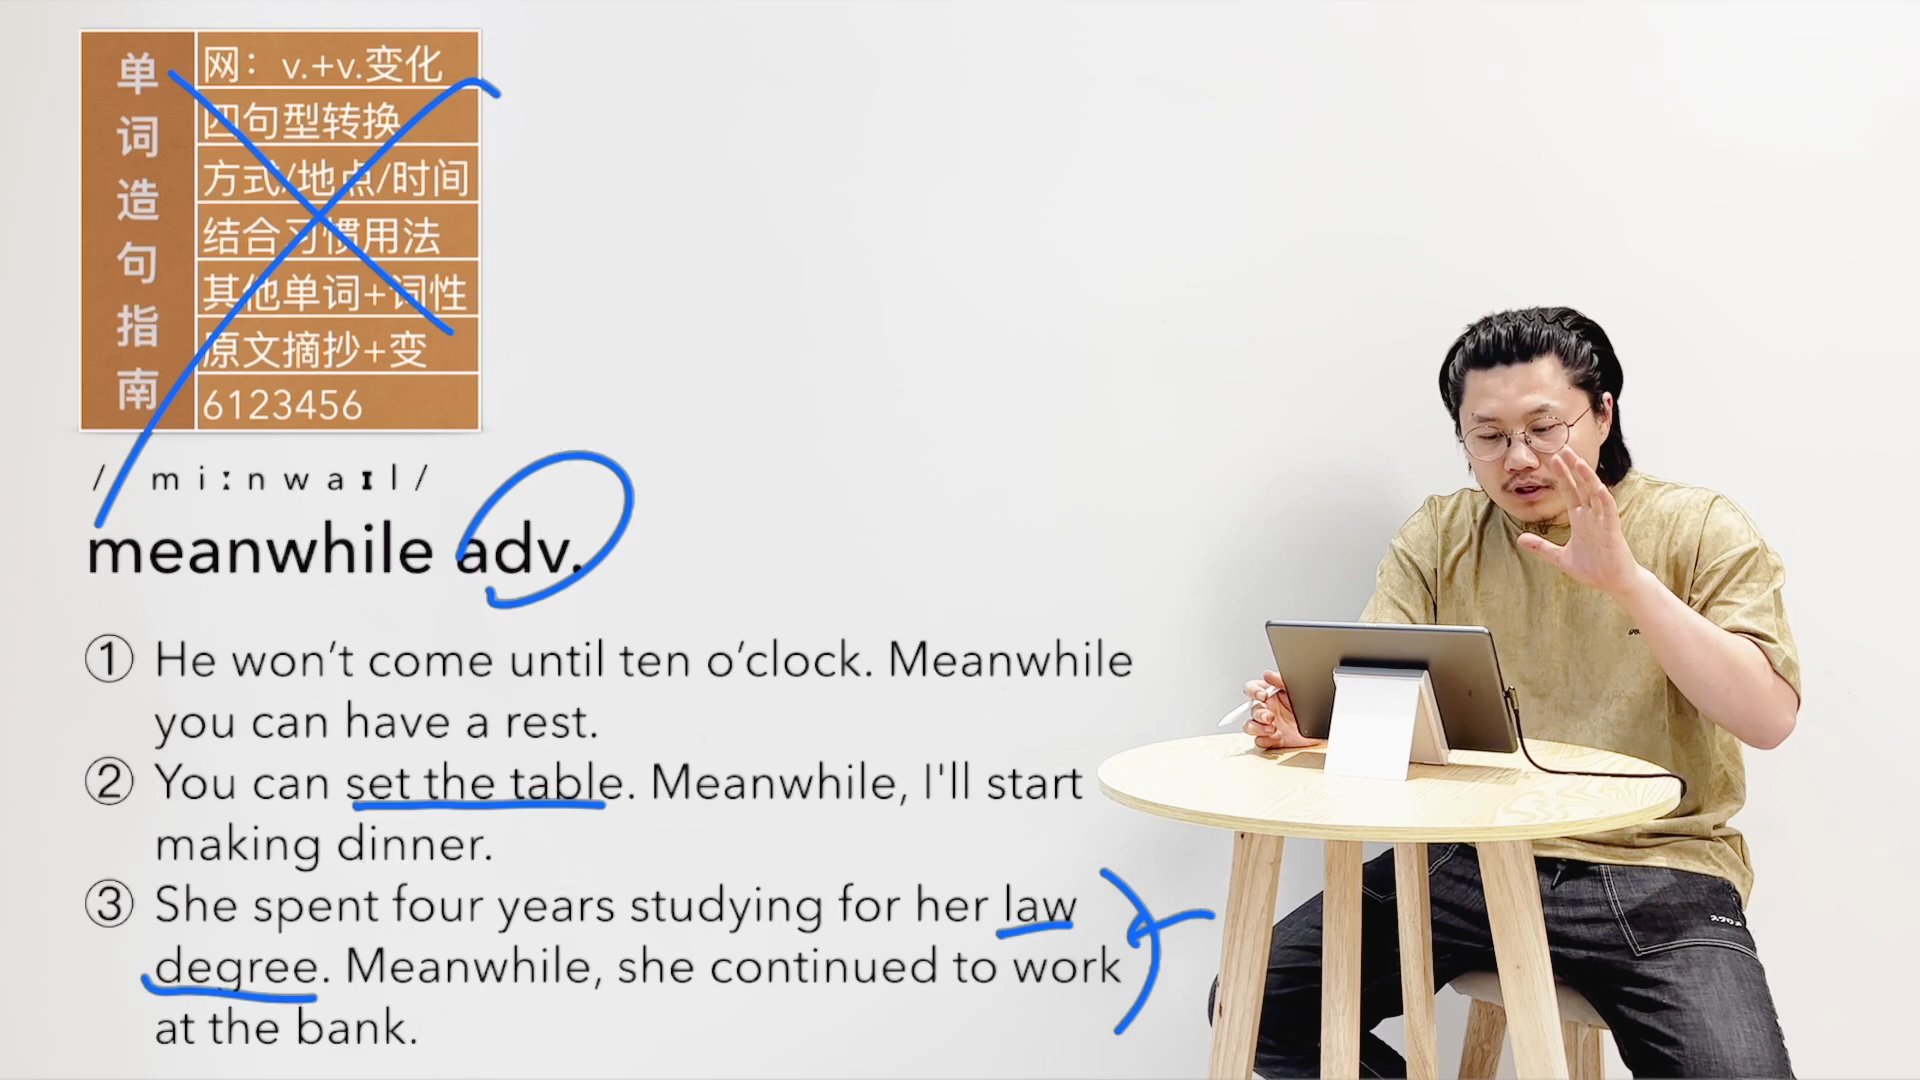 单词造句指南
网：v.+v.变化
四句型转换
方式/地点/时间
结合习惯用法
其他单词+词性
原文摘抄+变
6123456
/ miːnwaɪl/
meanwhile adv.
① He won’t come until ten o’clock. Meanwhile
you can have a rest.
② You can set the table. Meanwhile, I'll start
making dinner.
③ She spent four years studying for her law
degree. Meanwhile, she continued to work
at the bank.